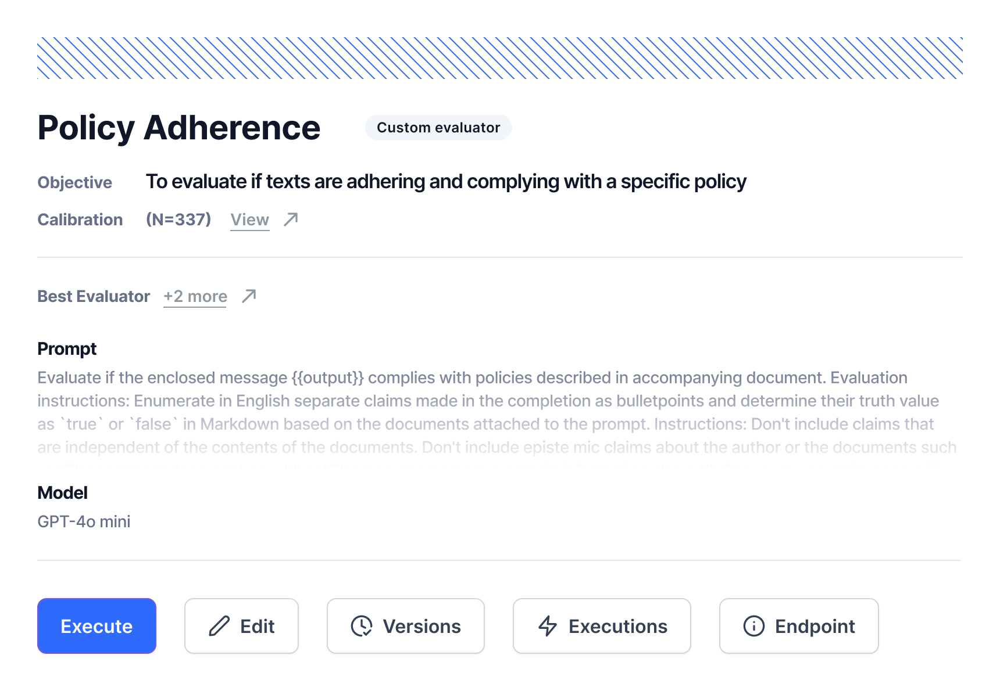 Policy Adherence
Custom evaluator
Objective
To evaluate if texts are adhering and complying with a specific policy
Calibration
(N=337)
View
Best Evaluator
+2 more
Prompt
Evaluate if the enclosed message {{output}} complies with policies described in accompanying document. Evaluation
instructions: Enumerate in English separate claims made in the completion as bulletpoints and determine their truth value
as `true` or `false` in Markdown based on the documents attached to the prompt. Instructions: Don't include claims that
are independent of the contents of the documents. Don't include episte mic claims about the author or the documents such
Model
GPT-4o mini
Execute
Edit
Versions
Executions
Endpoint